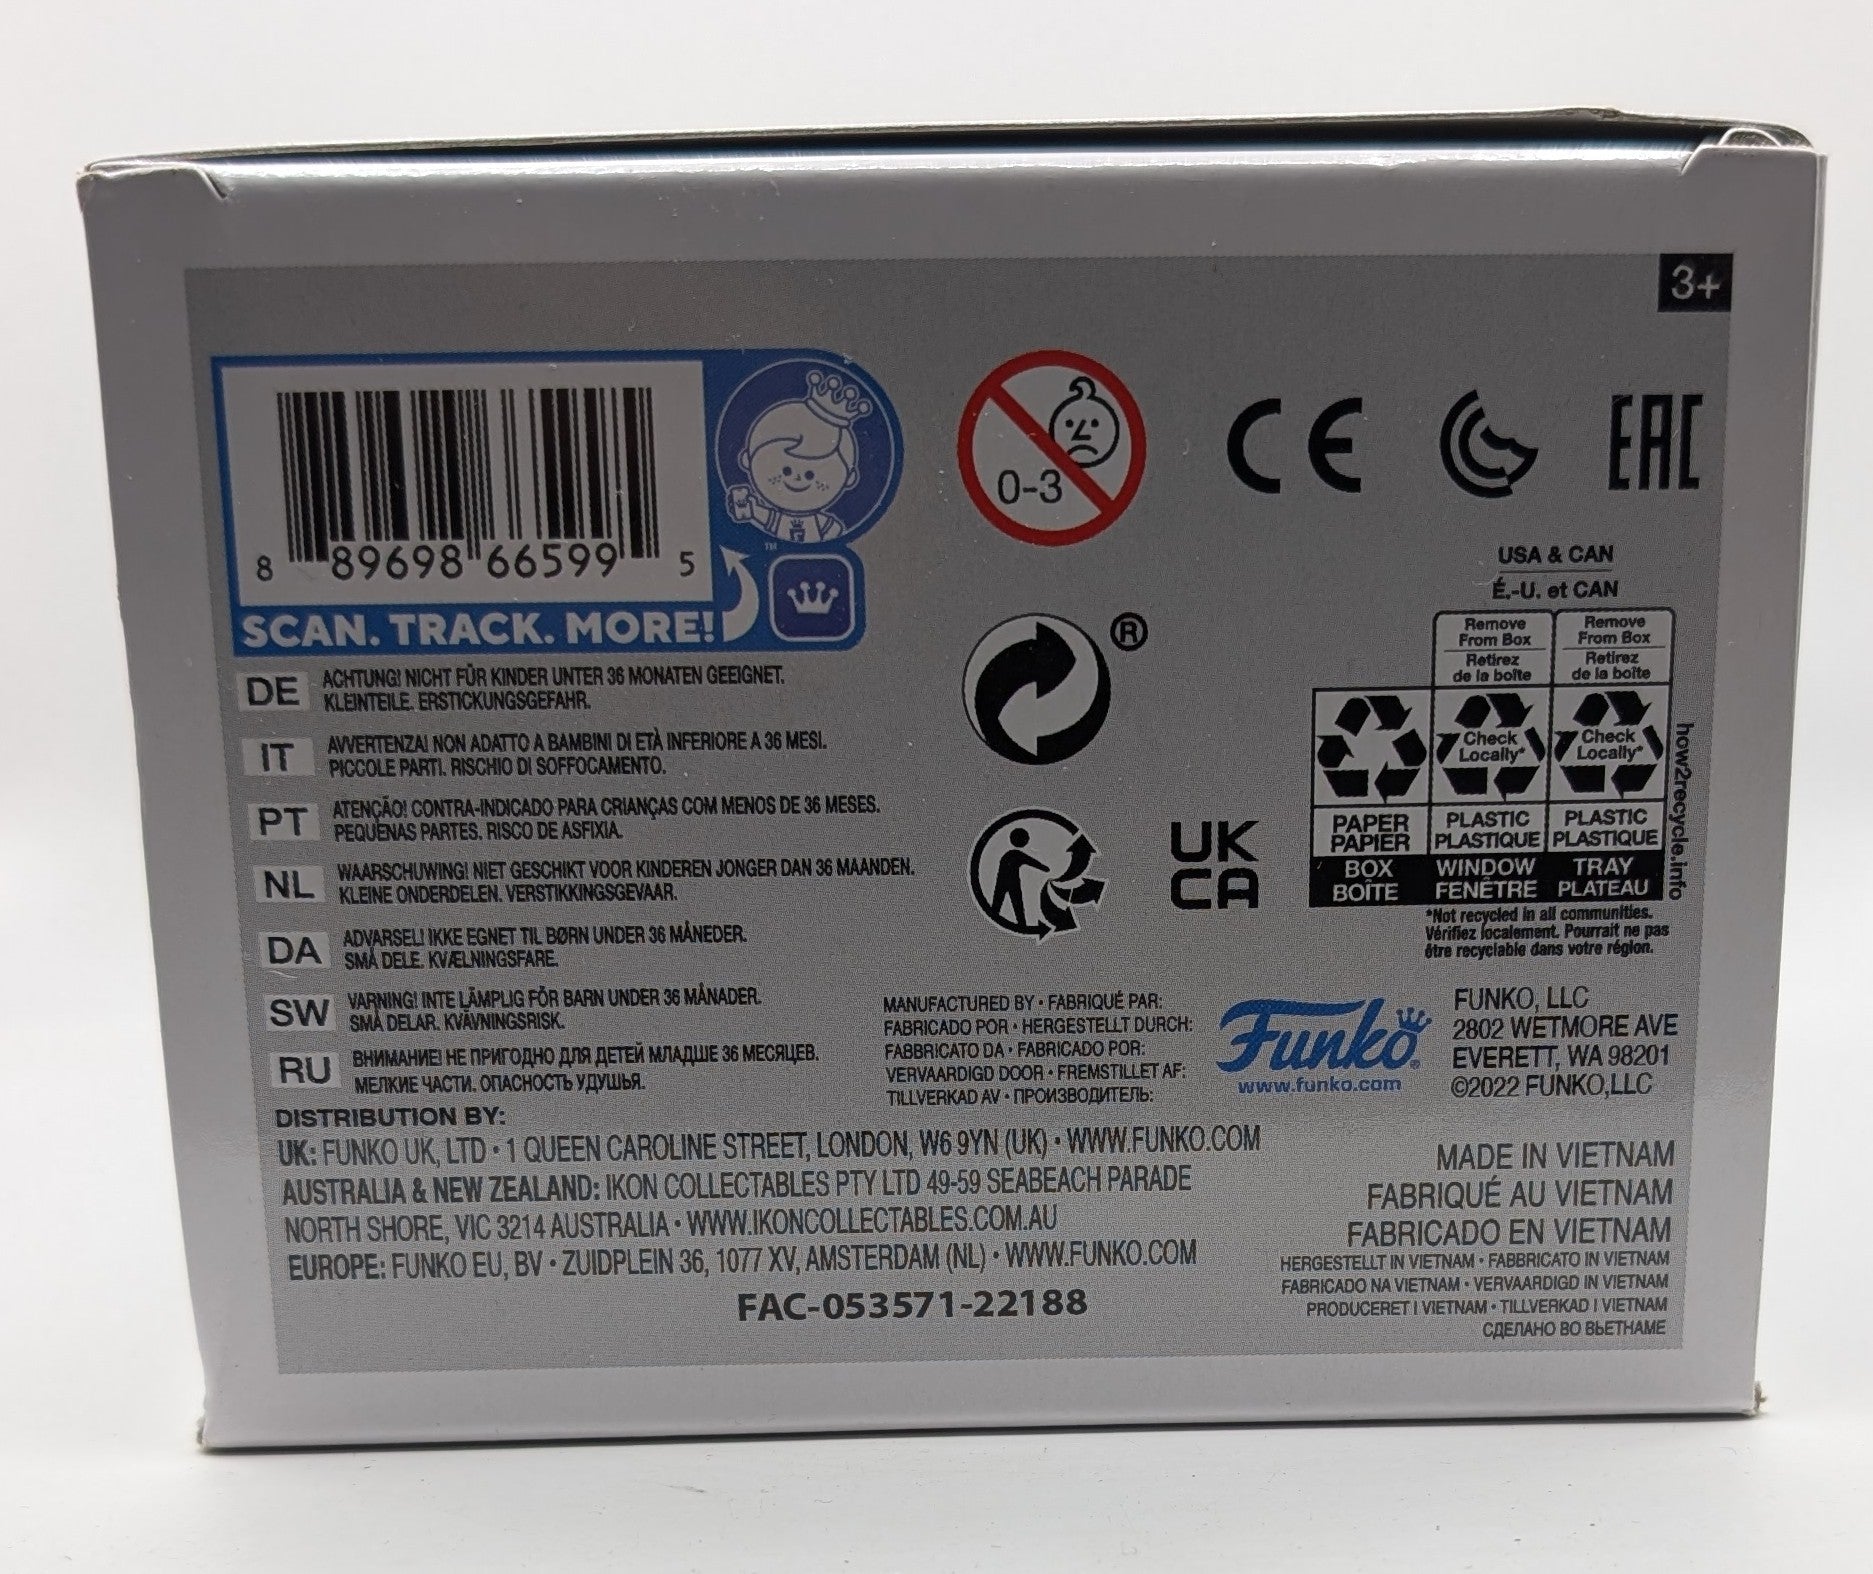 3+
8 89698 66599 5
™
SCAN. TRACK. MORE!
0-3
CE
EAC
DE ACHTUNG! NICHT FÜR KINDER UNTER 36 MONATEN GEEIGNET.
KLEINTEILE. ERSTICKUNGSGEFAHR.
IT AVVERTENZA! NON ADATTO A BAMBINI DI ETÀ INFERIORE A 36 MESI.
PICCOLE PARTI. RISCHIO DI SOFFOCAMENTO.
PT ATENÇÃO! CONTRA-INDICADO PARA CRIANÇAS COM MENOS DE 36 MESES.
PEQUENAS PARTES. RISCO DE ASFIXIA.
NL WAARSCHUWING! NIET GESCHIKT VOOR KINDEREN JONGER DAN 36 MAANDEN.
KLEINE ONDERDELEN. VERSTIKKINGSGEVAAR.
DA ADVARSEL! IKKE EGNET TIL BØRN UNDER 36 MÅNEDER.
SMÅ DELE. KVÆLNINGSFARE.
SW VARNING! INTE LÄMPLIG FÖR BARN UNDER 36 MÅNADER.
SMÅ DELAR. KVÄVNINGSRISK.
RU ВНИМАНИЕ! НЕ ПРИГОДНО ДЛЯ ДЕТЕЙ МЛАДШЕ 36 МЕСЯЦЕВ.
МЕЛКИЕ ЧАСТИ. ОПАСНОСТЬ УДУШЬЯ.
®
UK
CA
USA & CAN
É.-U. et CAN
Remove
From Box
Retirez
de la boîte
Remove
From Box
Retirez
de la boîte
Check
Locally*
Check
Locally*
PAPER
PAPIER
PLASTIC
PLASTIQUE
PLASTIC
PLASTIQUE
BOX
BOÎTE
WINDOW
FENÊTRE
TRAY
PLATEAU
how2recycle.info
*Not recycled in all communities.
Vérifiez localement. Pourrait ne pas
être recyclable dans votre région.
MANUFACTURED BY • FABRIQUÉ PAR:
FABRICADO POR • HERGESTELLT DURCH:
FABBRICATO DA • FABRICADO POR:
VERVAARDIGD DOOR • FREMSTILLET AF:
TILLVERKAD AV • ПРОИЗВОДИТЕЛЬ:
Funko®
www.funko.com
FUNKO, LLC
2802 WETMORE AVE
EVERETT, WA 98201
©2022 FUNKO,LLC
DISTRIBUTION BY:
UK: FUNKO UK, LTD • 1 QUEEN CAROLINE STREET, LONDON, W6 9YN (UK) • WWW.FUNKO.COM
AUSTRALIA & NEW ZEALAND: IKON COLLECTABLES PTY LTD 49-59 SEABEACH PARADE
NORTH SHORE, VIC 3214 AUSTRALIA • WWW.IKONCOLLECTABLES.COM.AU
EUROPE: FUNKO EU, BV • ZUIDPLEIN 36, 1077 XV, AMSTERDAM (NL) • WWW.FUNKO.COM
FAC-053571-22188
MADE IN VIETNAM
FABRIQUÉ AU VIETNAM
FABRICADO EN VIETNAM
HERGESTELLT IN VIETNAM • FABBRICATO IN VIETNAM
FABRICADO NA VIETNAM • VERVAARDIGD IN VIETNAM
PRODUCERET I VIETNAM • TILLVERKAD I VIETNAM
СДЕЛАНО ВО ВЬЕТНАМЕ